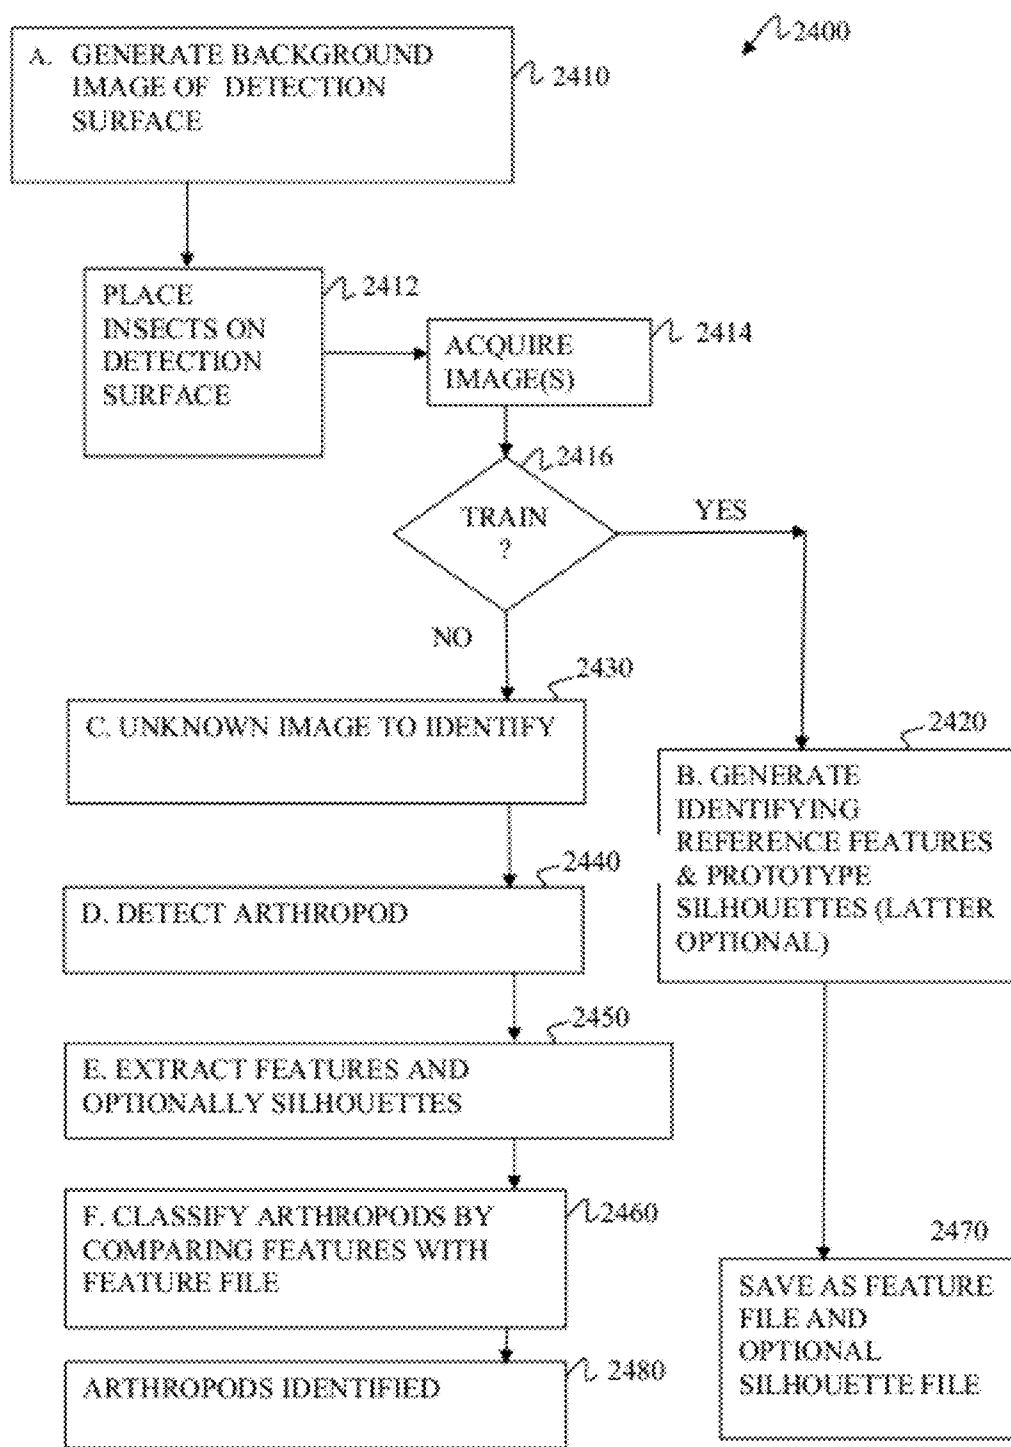 2400
A. GENERATE BACKGROUND
IMAGE OF DETECTION
SURFACE
2410
PLACE
INSECTS ON
DETECTION
SURFACE
2412
ACQUIRE
IMAGE(S)
2414
2416
TRAIN
?
YES
NO
2430
C. UNKNOWN IMAGE TO IDENTIFY
2420
B. GENERATE
IDENTIFYING
REFERENCE FEATURES
& PROTOTYPE
SILHOUETTES (LATTER
OPTIONAL)
2440
D. DETECT ARTHROPOD
2450
E. EXTRACT FEATURES AND
OPTIONALLY SILHOUETTES
F. CLASSIFY ARTHROPODS BY
COMPARING FEATURES WITH
FEATURE FILE
2460
2470
SAVE AS FEATURE
FILE AND
OPTIONAL
SILHOUETTE FILE
ARTHROPODS IDENTIFIED
2480